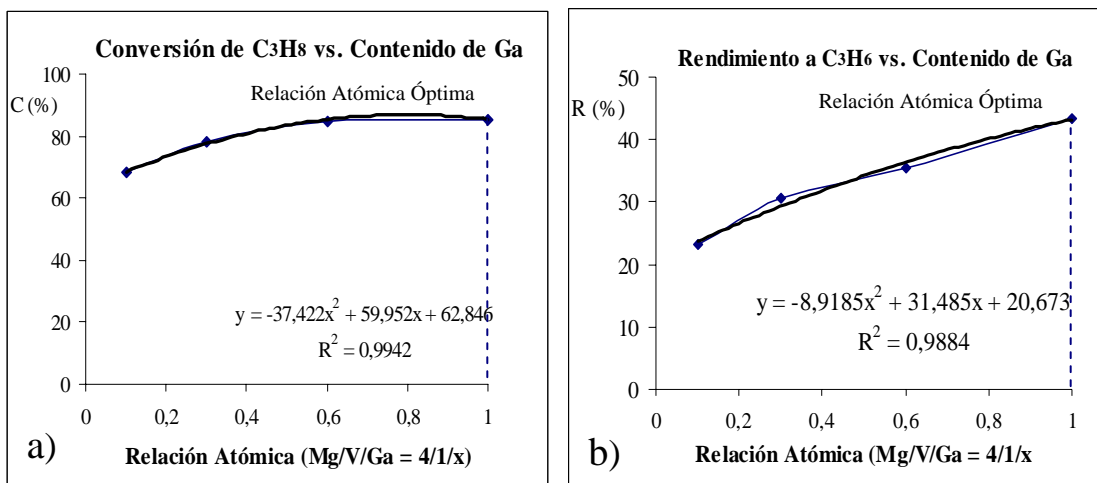 Conversión de C3H8 vs. Contenido de Ga
100
C (%)
Relación Atómica Óptima
80
60
40
y = -37,422x² + 59,952x + 62,846
20
R² = 0,9942
0
0 0,2 0,4 0,6 0,8 1
a)
Relación Atómica (Mg/V/Ga = 4/1/x)
Rendimiento a C3H6 vs. Contenido de Ga
50
R (%)
Relación Atómica Óptima
40
30
20
y = -8,9185x² + 31,485x + 20,673
10
R² = 0,9884
0
0 0,2 0,4 0,6 0,8 1
b)
Relación Atómica (Mg/V/Ga = 4/1/x